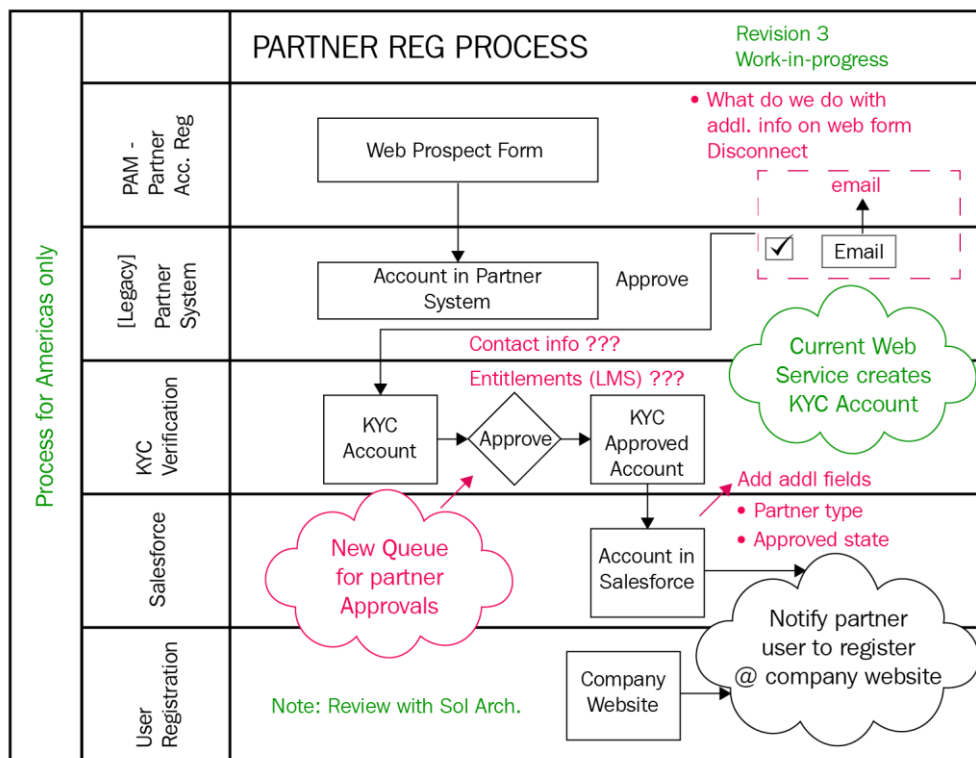 PARTNER REG PROCESS
Revision 3
Work-in-progress
Process for Americas only
PAM -
Partner
Acc. Reg
Web Prospect Form
• What do we do with
addl. info on web form
Disconnect
email
[Legacy]
Partner
System
Account in Partner
System
Approve
Email
Contact info ???
Current Web
Service creates
KYC Account
KYC
Verification
Entitlements (LMS) ???
KYC
Account
Approve
KYC
Approved
Account
Salesforce
New Queue
for partner
Approvals
Account in
Salesforce
Add addl fields
• Partner type
• Approved state
Notify partner
user to register
@ company website
User
Registration
Note: Review with Sol Arch.
Company
Website